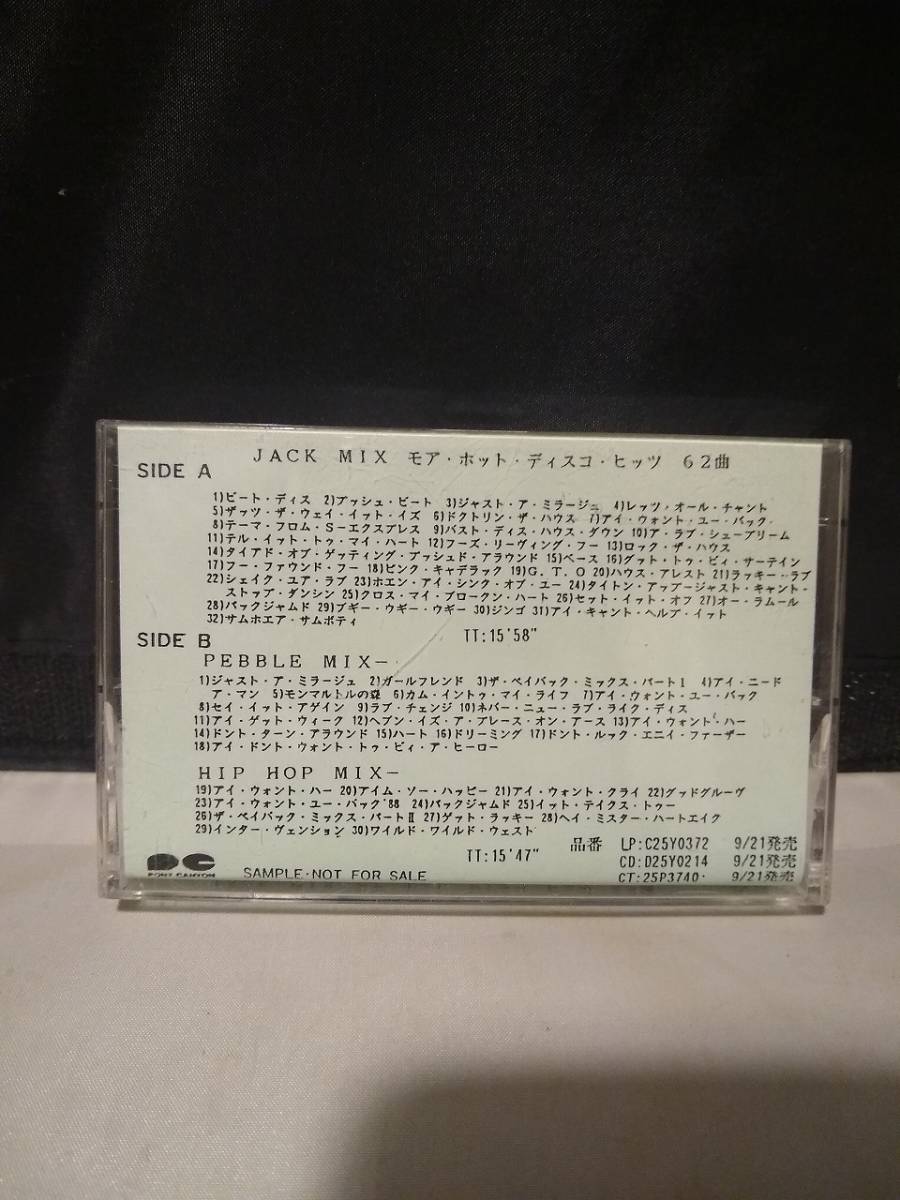 JACK MIX モア・ホット・ディスコ・ヒッツ 62曲
SIDE A
1)ビート・ディス 2)プッシュ・ビート 3)ジャスト・ア・ミラージュ 4)レッツ・オール・チャント
5)ザッツ・ザ・ウェイ・イット・イズ 6)ドクトリン・ザ・ハウス 7)アイ・ウォント・ユー・バック
8)テーマ・フロム・S-エクスプレス 9)バスト・ディス・ハウス・ダウン 10)ア・ラブ・シュープリーム
11)テル・イット・トゥ・マイ・ハート 12)フーズ・リーヴィング・フー 13)ロック・ザ・ハウス
14)タイアド・オブ・ゲッティング・プッシュド・アラウンド 15)ベース 16)グット・トゥ・ビィ・サーテイン
17)フー・ファウンド・フー 18)ピンク・キャデラック 19)G.T.O 20)ハウス・アレスト 21)ラッキー・ラブ
22)シェイク・ユア・ラブ 23)ホエン・アイ・シンク・オブ・ユー 24)タイトン・アップ-ジャスト・キャント・
ストップ・ダンシン 25)クロス・マイ・ブロークン・ハート 26)セット・イット・オフ 27)オー・ラムール
28)バックジャムド 29)ブギー・ウギー・ウギー 30)ジンゴ 31)アイ・キャント・ヘルプ・イット
32)サムホエア・サムボディ
TT:15'58"
SIDE B
PEBBLE MIX-
1)ジャスト・ア・ミラージュ 2)ガールフレンド 3)ザ・ペイバック・ミックス・パートI 4)アイ・ニード
ア・マン 5)モンマルトルの森 6)カム・イントゥ・マイ・ライフ 7)アイ・ウォント・ユー・バック
8)セイ・イット・アゲイン 9)ラブ・チェンジ 10)ネバー・ニュー・ラブ・ライク・ディス
11)アイ・ゲット・ウィーク 12)ヘブン・イズ・ア・プレース・オン・アース 13)アイ・ウォント・ハー
14)ドント・ターン・アラウンド 15)ハート 16)ドリーミング 17)ドント・ルック・エニイ・ファーザー
18)アイ・ドント・ウォント・トゥ・ビィ・ア・ヒーロー
HIP HOP MIX-
19)アイ・ウォント・ハー 20)アイム・ソー・ハッピー 21)アイ・ウォント・クライ 22)グッドグルーヴ
23)アイ・ウォント・ユー・バック'88 24)バックジャムド 25)イット・テイクス・トゥー
26)ザ・ペイバック・ミックス・パートII 27)ゲット・ラッキー 28)ヘイ・ミスター・ハートエイク
29)インター・ヴェンション 30)ワイルド・ワイルド・ウェスト
TT:15'47"
品番 LP:C25Y0372 9/21発売
CD:D25Y0214 9/21発売
CT:25P3740 9/21発売
PONY CANYON
SAMPLE・NOT FOR SALE